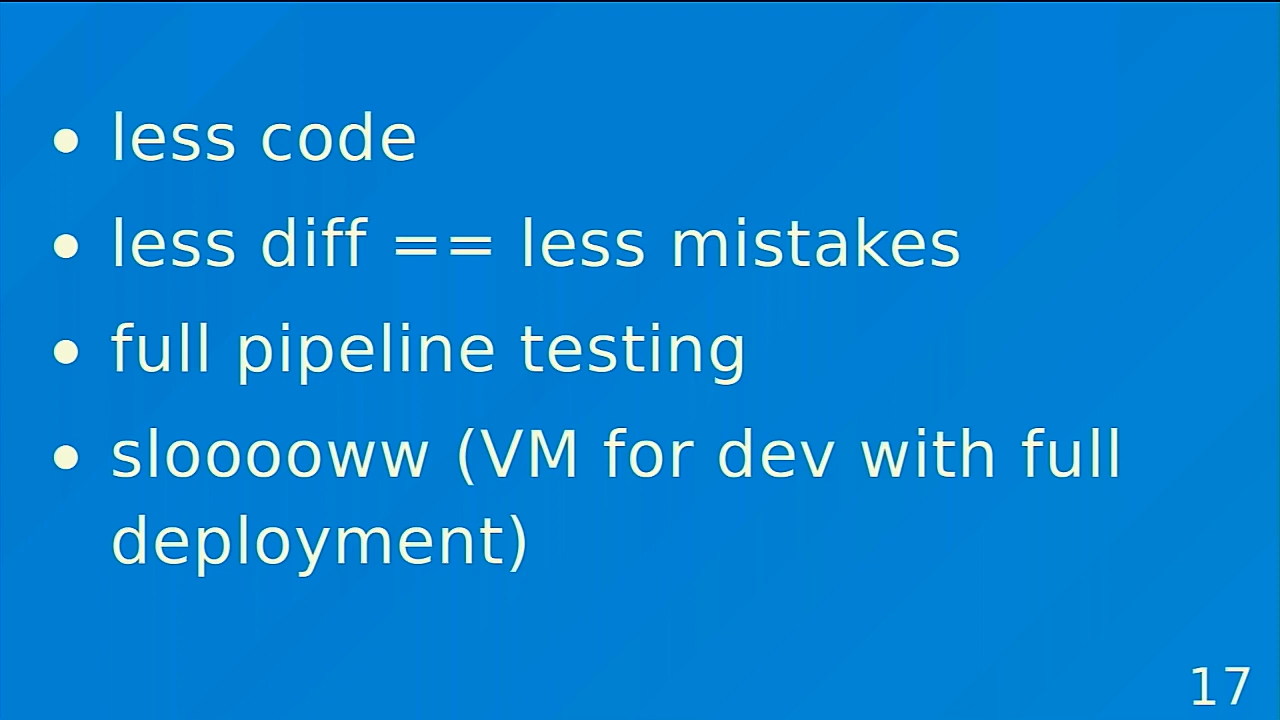 • less code
• less diff == less mistakes
• full pipeline testing
• slooooww (VM for dev with full
deployment)
17